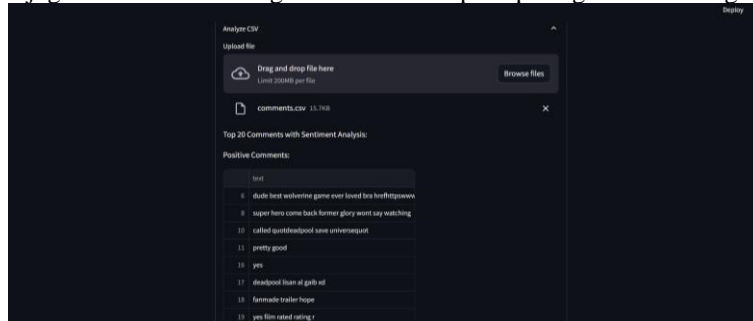 Deploy
Analyze CSV
Upload file
Drag and drop file here
Limit 200MB per file
Browse files
comments.csv 15.7KB
Top 20 Comments with Sentiment Analysis:
Positive Comments:
text
6 dude best wolverine game ever loved bra hrefhttpswww
8 super hero come back former glory wont say watching
10 called quotdeadpool save universequot
11 pretty good
16 yes
17 deadpool lisan al gaib xd
18 fanmade trailer hope
19 yes film rated rating r